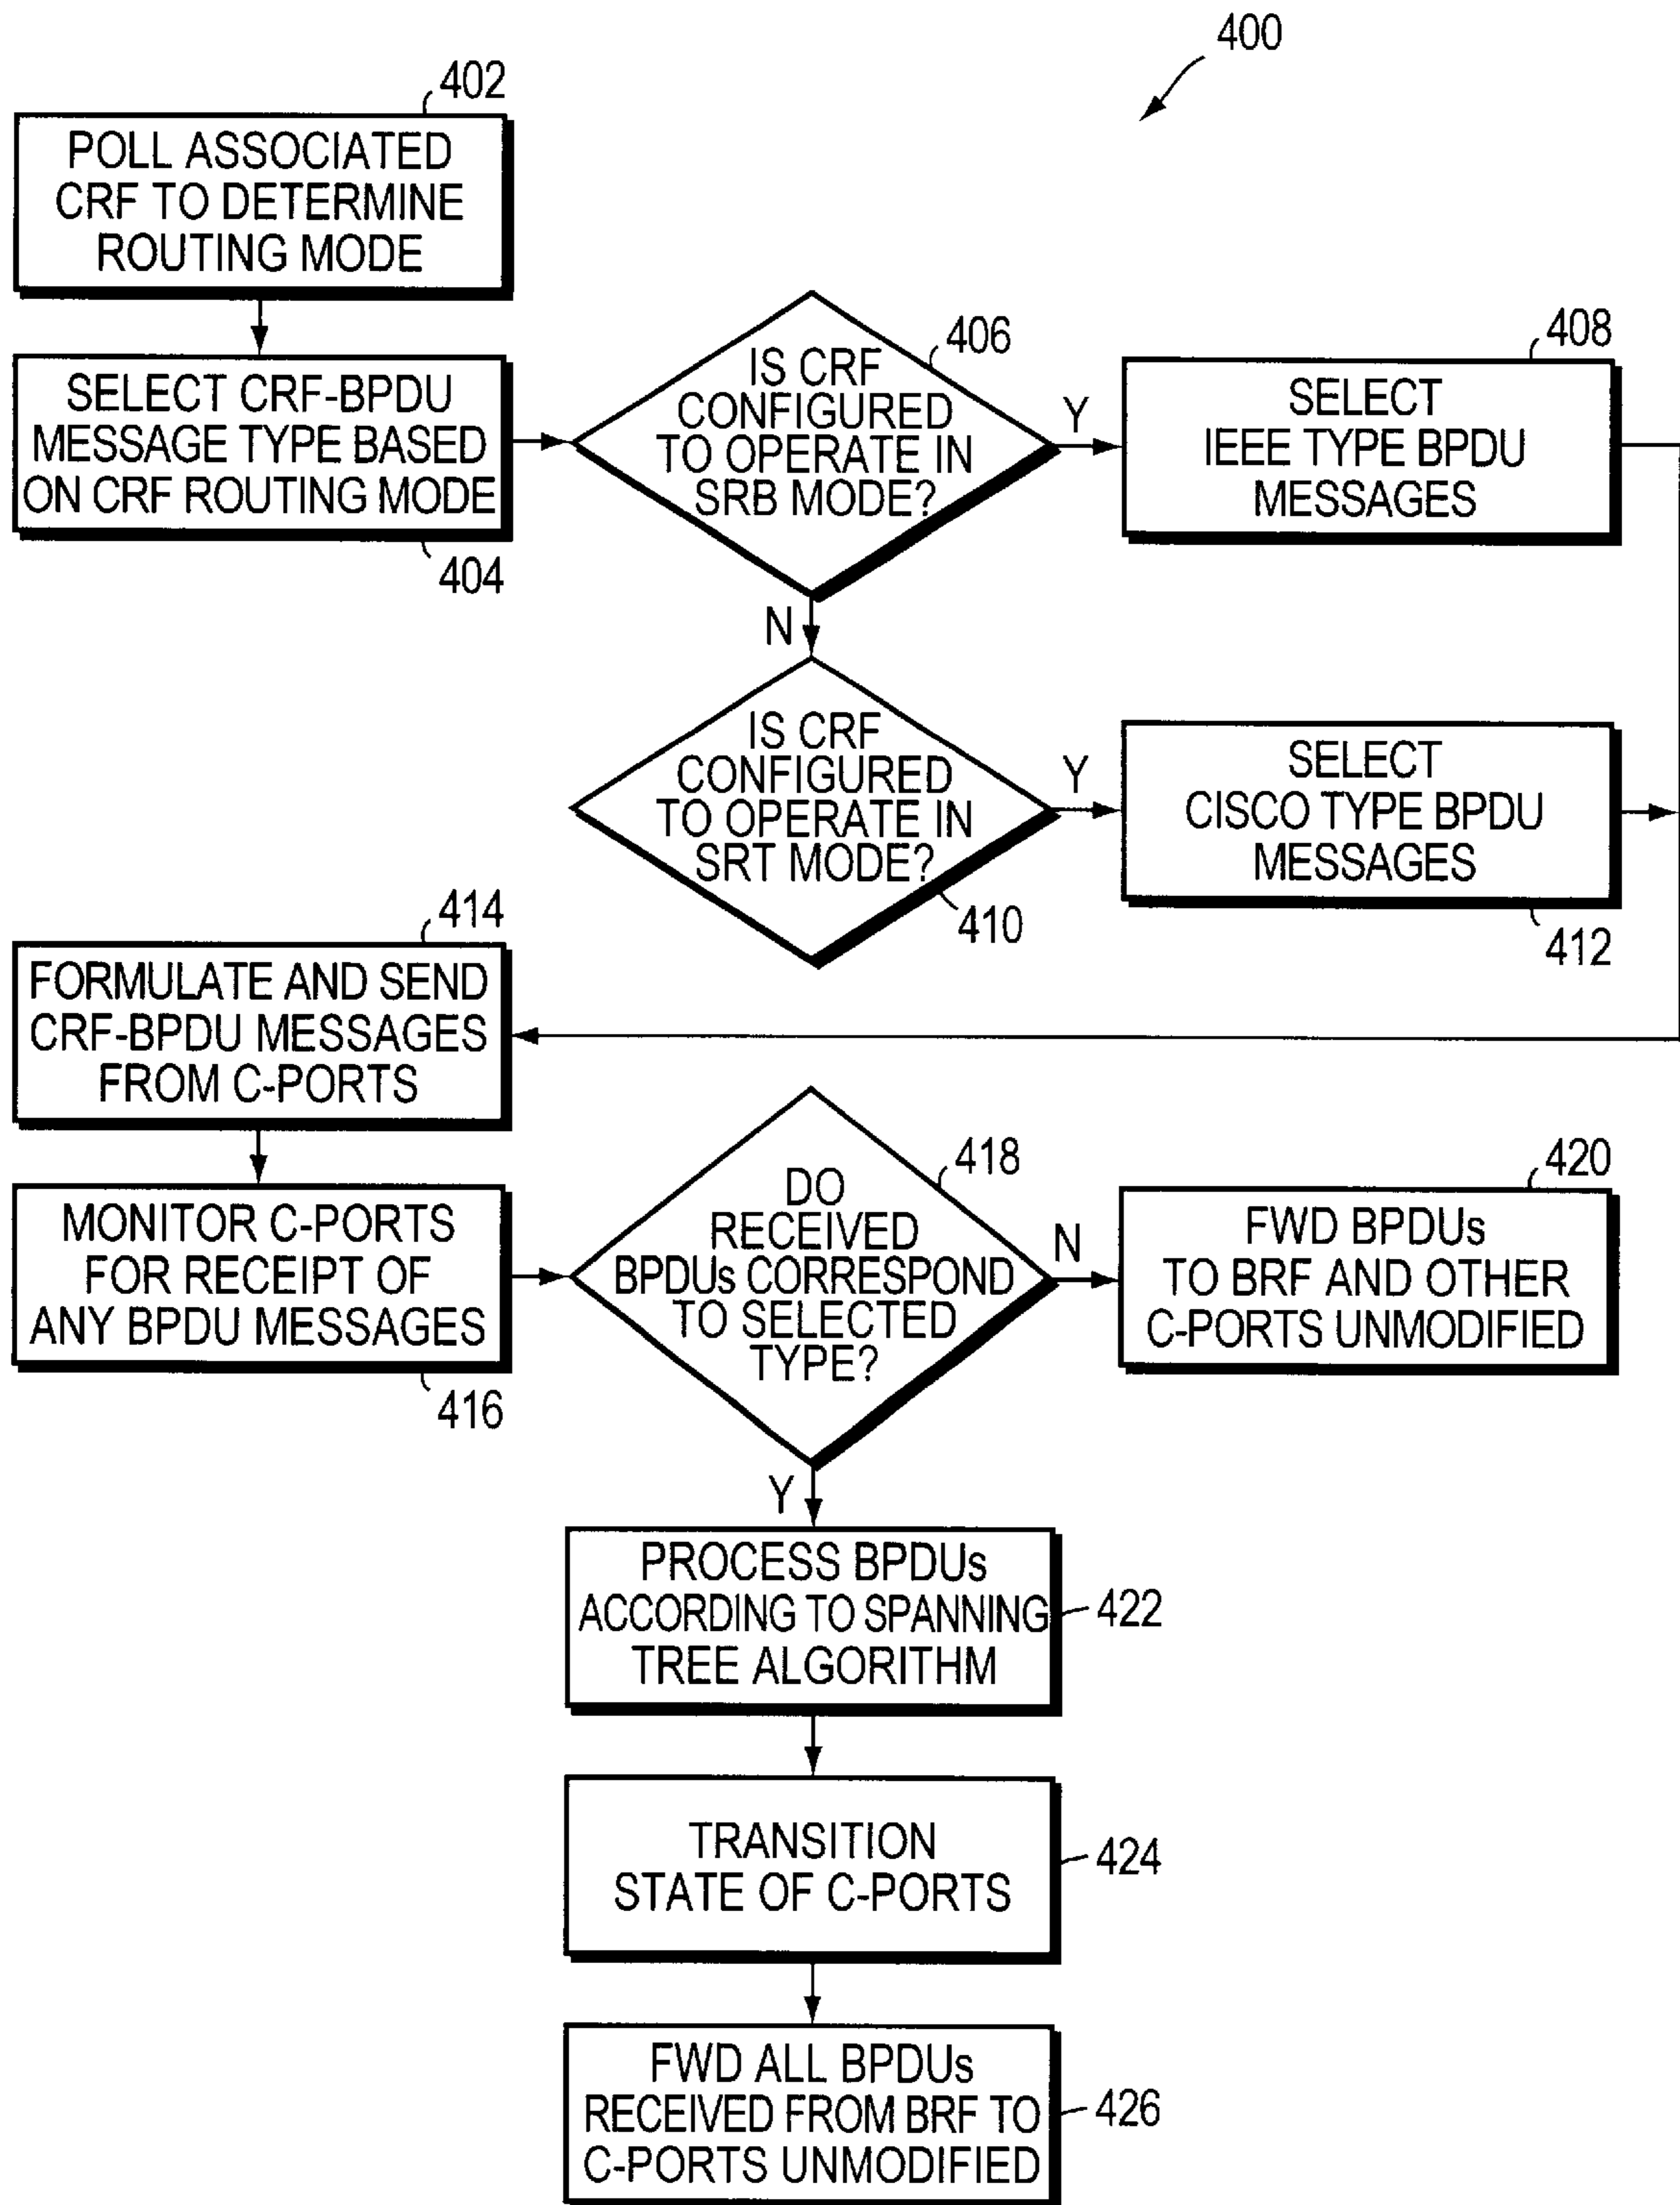 400
402
POLL ASSOCIATED
CRF TO DETERMINE
ROUTING MODE
SELECT CRF-BPDU
MESSAGE TYPE BASED
ON CRF ROUTING MODE
404
406
IS CRF
CONFIGURED
TO OPERATE IN
SRB MODE?
Y
N
408
SELECT
IEEE TYPE BPDU
MESSAGES
IS CRF
CONFIGURED
TO OPERATE IN
SRT MODE?
410
Y
SELECT
CISCO TYPE BPDU
MESSAGES
412
414
FORMULATE AND SEND
CRF-BPDU MESSAGES
FROM C-PORTS
MONITOR C-PORTS
FOR RECEIPT OF
ANY BPDU MESSAGES
416
418
DO
RECEIVED
BPDUs CORRESPOND
TO SELECTED
TYPE?
N
Y
420
FWD BPDUs
TO BRF AND OTHER
C-PORTS UNMODIFIED
PROCESS BPDUs
ACCORDING TO SPANNING
TREE ALGORITHM
422
TRANSITION
STATE OF C-PORTS
424
FWD ALL BPDUs
RECEIVED FROM BRF TO
C-PORTS UNMODIFIED
426